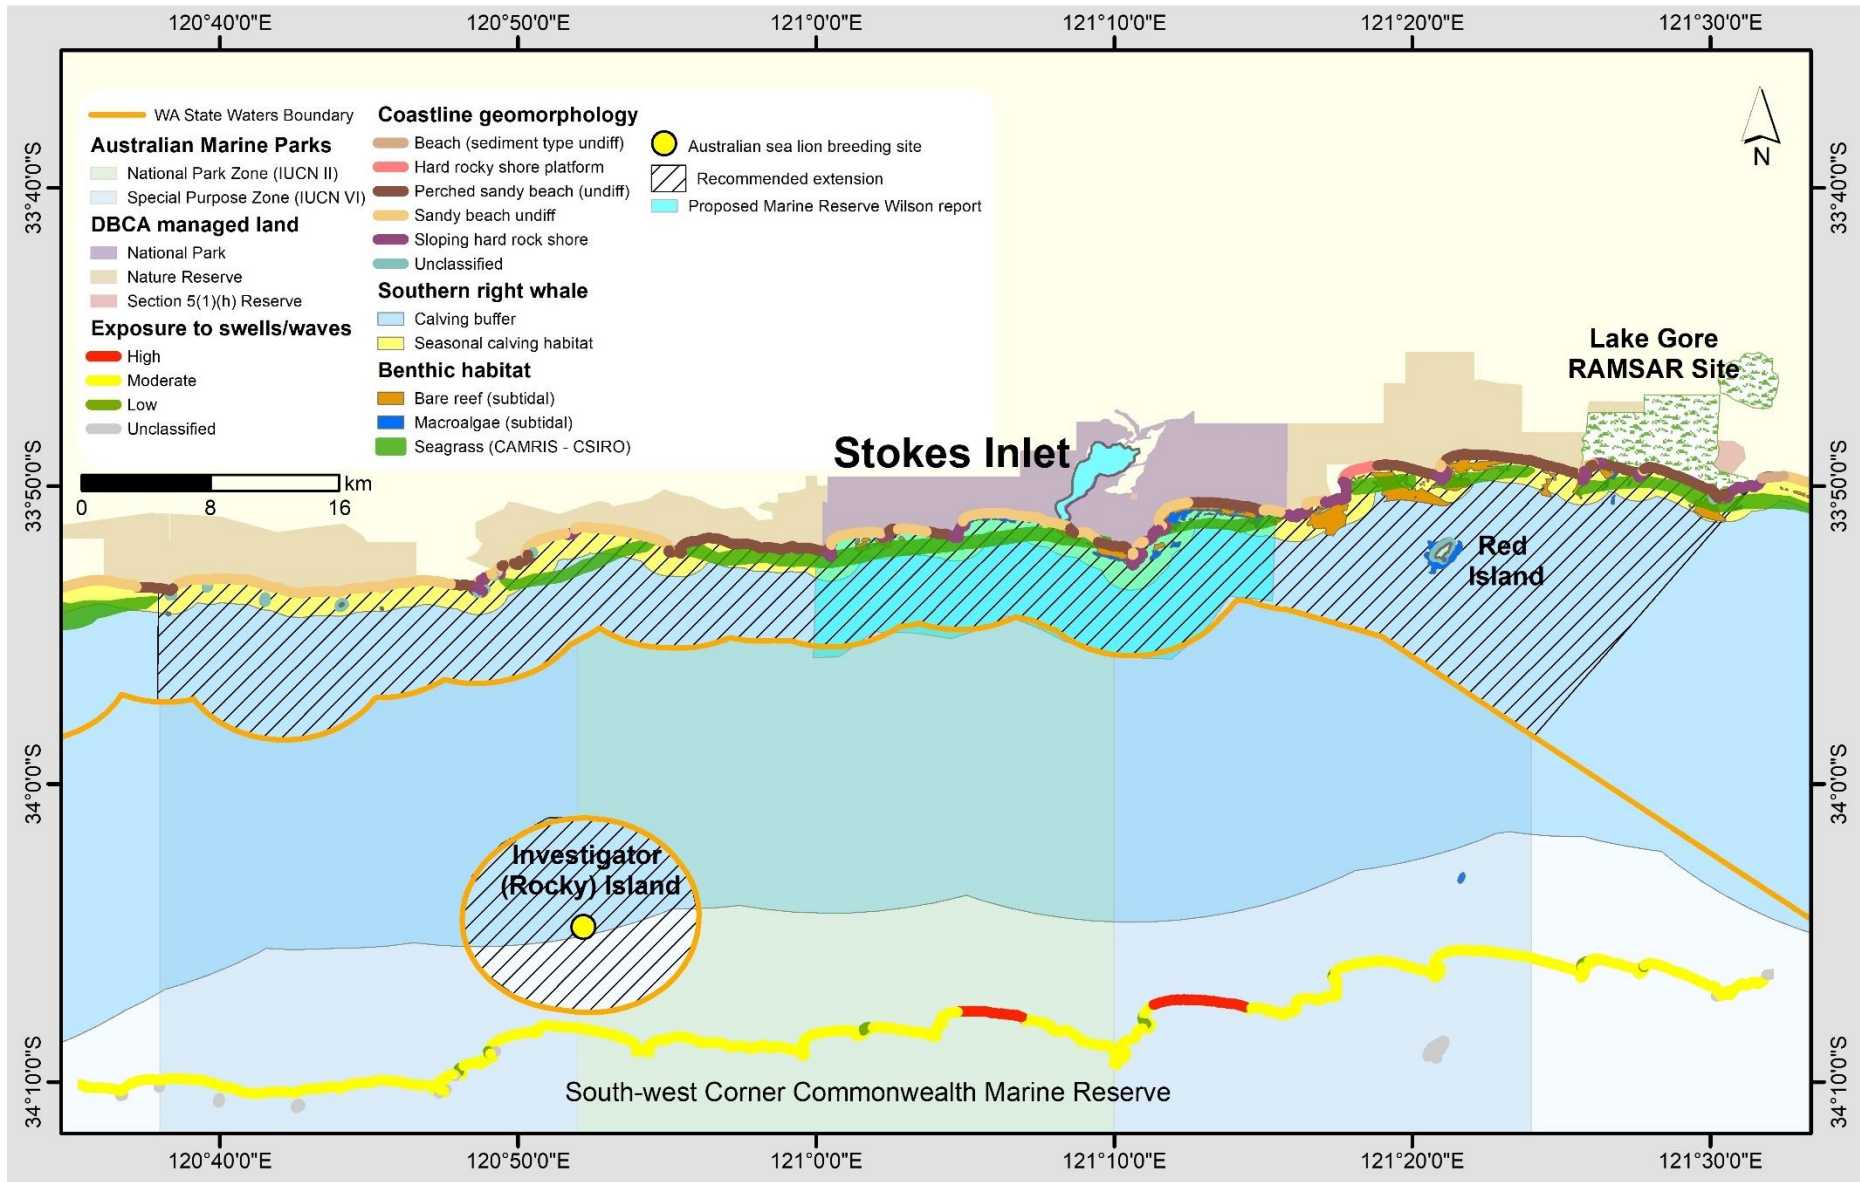 120°40'0"E 120°50'0"E 121°0'0"E 121°10'0"E 121°20'0"E 121°30'0"E
33°40'0"S
33°50'0"S
34°0'0"S
34°10'0"S
WA State Waters Boundary
Australian Marine Parks
National Park Zone (IUCN II)
Special Purpose Zone (IUCN VI)
DBCA managed land
National Park
Nature Reserve
Section 5(1)(h) Reserve
Exposure to swells/waves
High
Moderate
Low
Unclassified
Coastline geomorphology
Beach (sediment type undiff)
Hard rocky shore platform
Perched sandy beach (undiff)
Sandy beach undiff
Sloping hard rock shore
Unclassified
Southern right whale
Calving buffer
Seasonal calving habitat
Benthic habitat
Bare reef (subtidal)
Macroalgae (subtidal)
Seagrass (CAMRIS - CSIRO)
Australian sea lion breeding site
Recommended extension
Proposed Marine Reserve Wilson report
km
0 8 16
N
Lake Gore
RAMSAR Site
Stokes Inlet
Red
Island
Investigator
(Rocky) Island
South-west Corner Commonwealth Marine Reserve
33°40'0"S
33°50'0"S
34°0'0"S
34°10'0"S
120°40'0"E 120°50'0"E 121°0'0"E 121°10'0"E 121°20'0"E 121°30'0"E